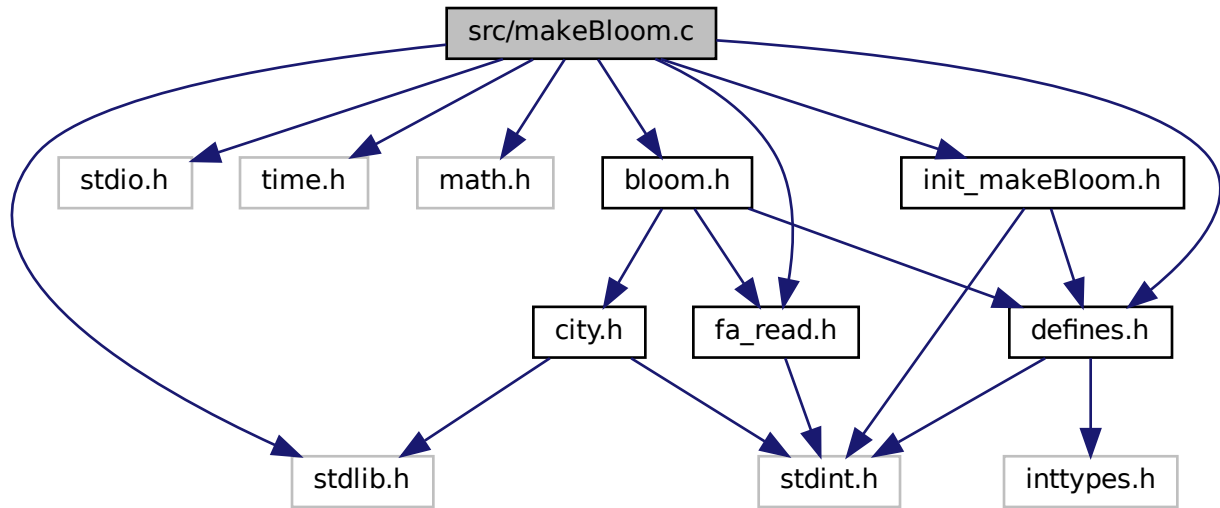 src/makeBloom.c
stdio.h
time.h
math.h
bloom.h
init_makeBloom.h
city.h
fa_read.h
defines.h
stdlib.h
stdint.h
inttypes.h